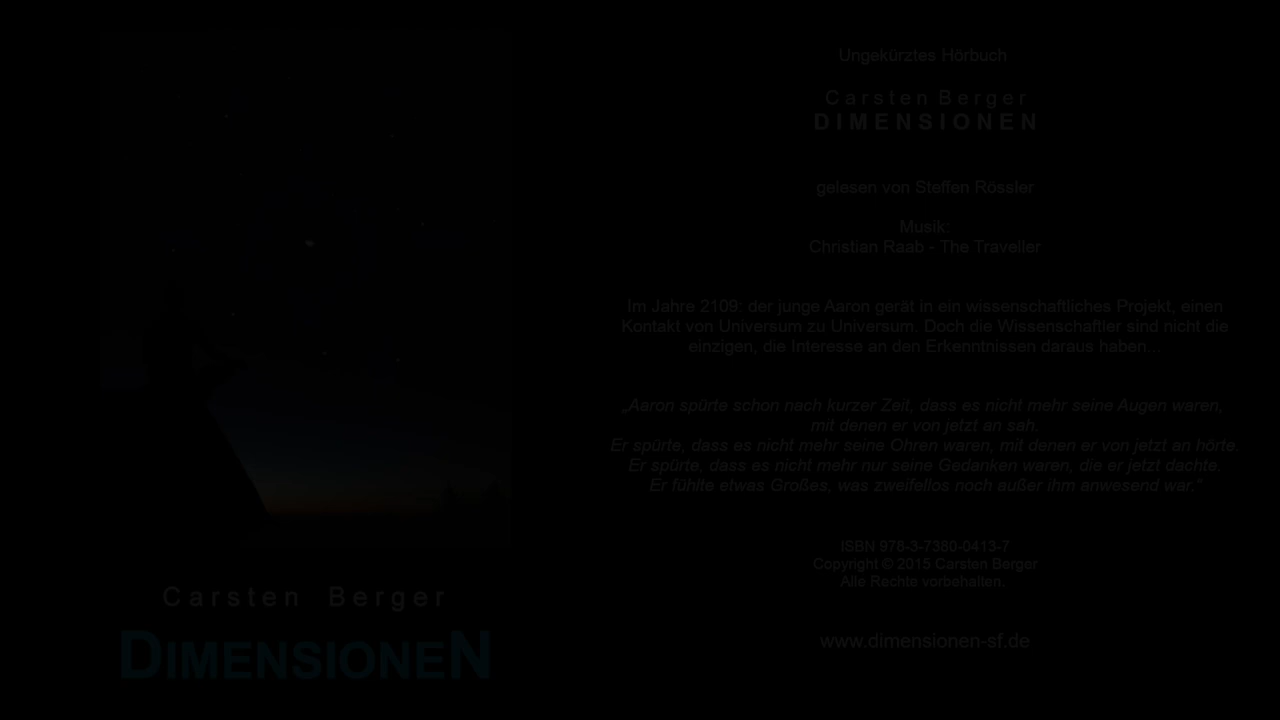 Carsten Berger
DIMENSIONEN
Ungekürztes Hörbuch
Carsten Berger
DIMENSIONEN
gelesen von Steffen Rössler
Musik:
Christian Raab - The Traveller
Im Jahre 2109: der junge Aaron gerät in ein wissenschaftliches Projekt, einen
Kontakt von Universum zu Universum. Doch die Wissenschaftler sind nicht die
einzigen, die Interesse an den Erkenntnissen daraus haben...
„Aaron spürte schon nach kurzer Zeit, dass es nicht mehr seine Augen waren,
mit denen er von jetzt an sah.
Er spürte, dass es nicht mehr seine Ohren waren, mit denen er von jetzt an hörte.
Er spürte, dass es nicht mehr nur seine Gedanken waren, die er jetzt dachte.
Er fühlte etwas Großes, was zweifellos noch außer ihm anwesend war.“
ISBN 978-3-7380-0413-7
Copyright © 2015 Carsten Berger
Alle Rechte vorbehalten.
www.dimensionen-sf.de